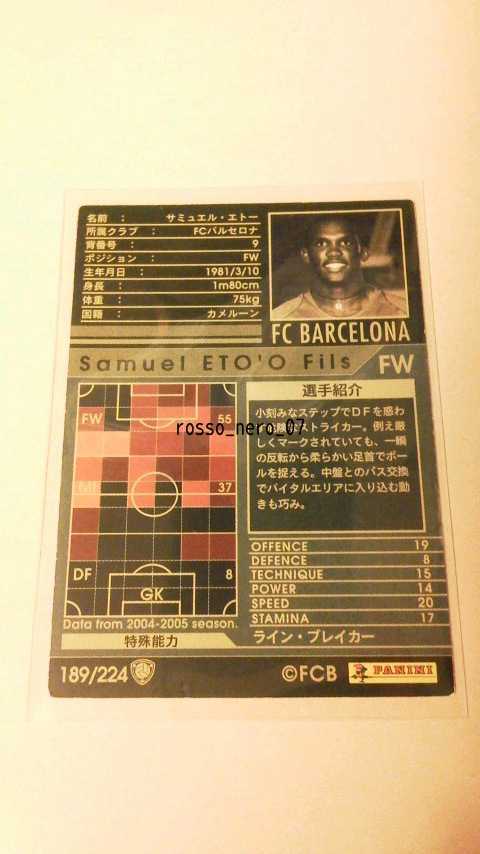 名前 : サミュエル・エトー
所属クラブ : FCバルセロナ
背番号 : 9
ポジション : FW
生年月日 : 1981/3/10
身長 : 1m80cm
体重 : 75kg
国籍 : カメルーン
FC BARCELONA
Samuel ETO'O Fils
FW
FW 55
MF 37
DF 8
GK
Data from 2004-2005 season.
選手紹介
小刻みなステップでDFを惑わ
ストライカー。例え厳
しくマークされていても、一瞬
の反転から柔らかい足首でボー
ルを捉える。中盤とのパス交換
でバイタルエリアに入り込む動
きも巧み。
rosso_nero_07
OFFENCE 19
DEFENCE 8
TECHNIQUE 15
POWER 14
SPEED 20
STAMINA 17
特殊能力
ライン・ブレイカー
189/224
©FCB
PANINI